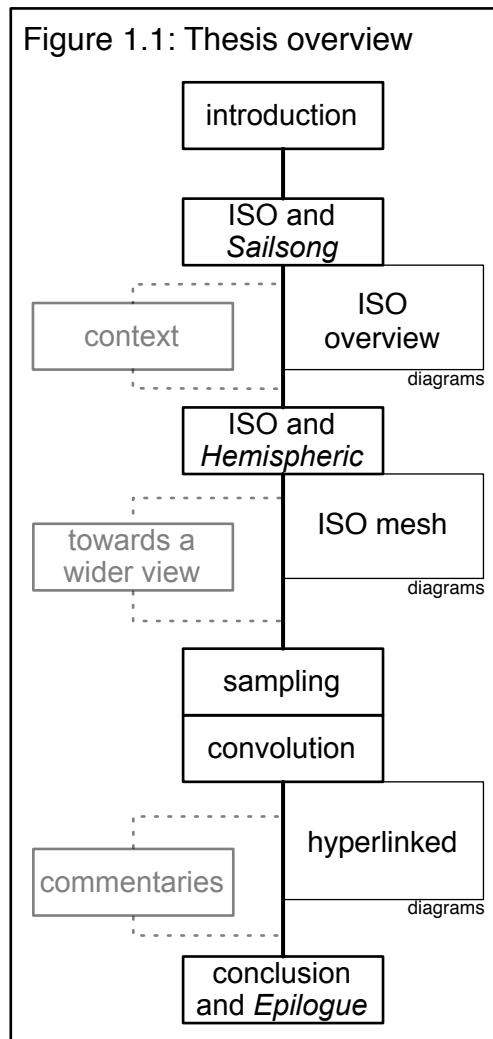 Figure 1.1: Thesis overview
introduction
ISO and
Sailsong
ISO
overview
context
diagrams
ISO and
Hemispheric
ISO mesh
towards a
wider view
diagrams
sampling
convolution
hyperlinked
commentaries
diagrams
conclusion
and Epilogue